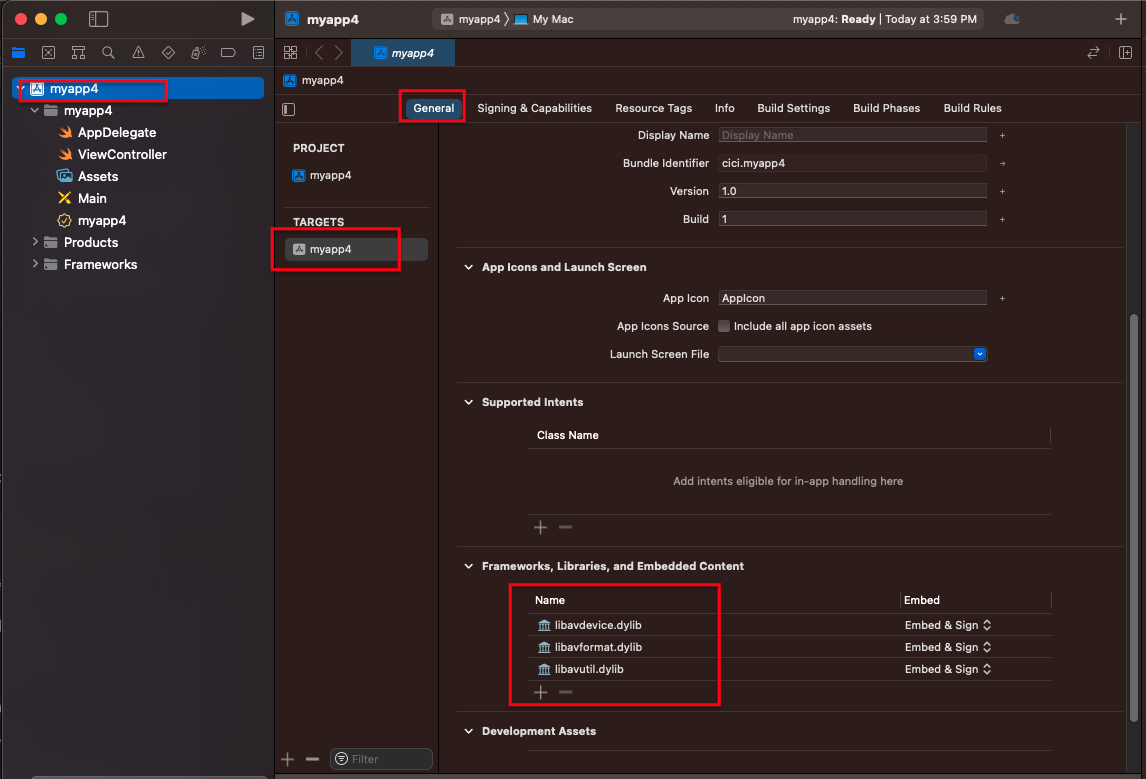 myapp4
myapp4 〉 My Mac
myapp4: Ready | Today at 3:59 PM
myapp4
myapp4
myapp4
AppDelegate
ViewController
Assets
Main
myapp4
Products
Frameworks
myapp4
General
Signing & Capabilities
Resource Tags
Info
Build Settings
Build Phases
Build Rules
PROJECT
myapp4
TARGETS
myapp4
Filter
Display Name Display Name
Bundle Identifier cici.myapp4
Version 1.0
Build 1
App Icons and Launch Screen
App Icon AppIcon
App Icons Source Include all app icon assets
Launch Screen File
Supported Intents
Class Name
Add intents eligible for in-app handling here
Frameworks, Libraries, and Embedded Content
Name Embed
libavdevice.dylib Embed & Sign
libavformat.dylib Embed & Sign
libavutil.dylib Embed & Sign
Development Assets